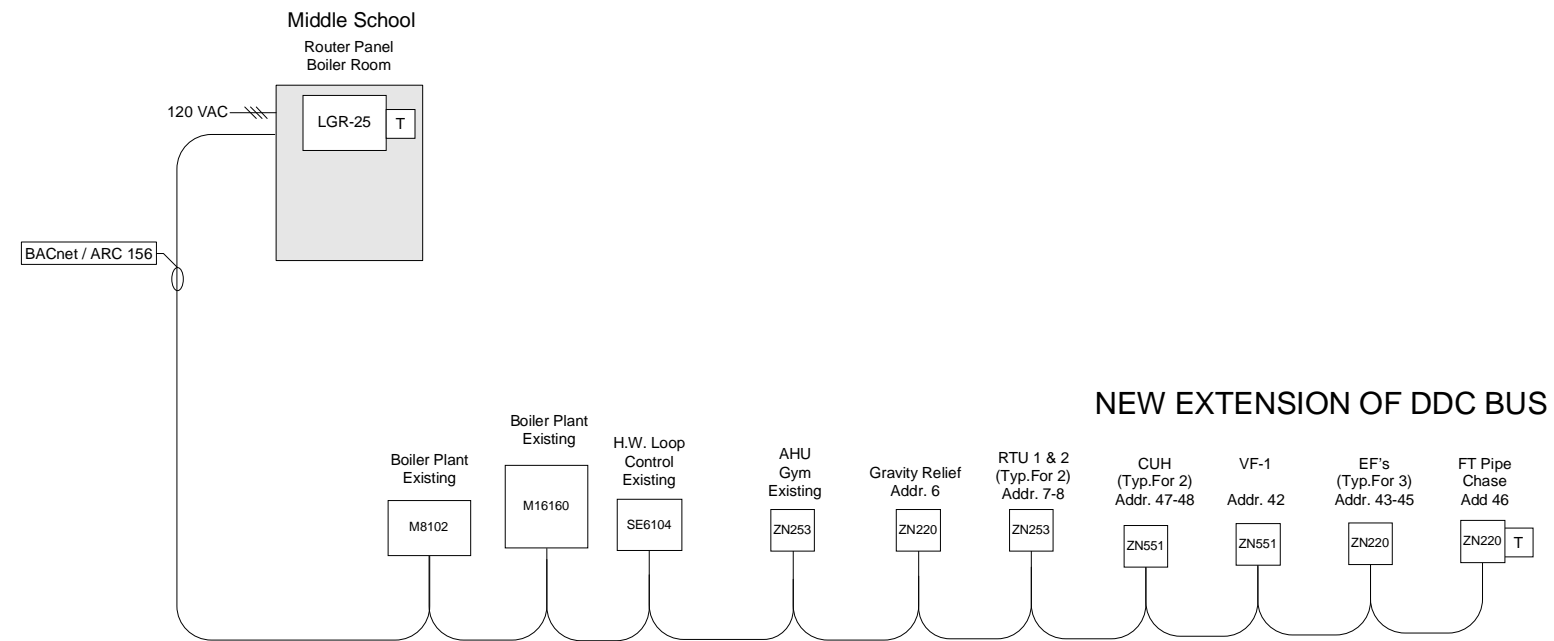 Middle School
Router Panel
Boiler Room
120 VAC
LGR-25
T
BACnet / ARC 156
NEW EXTENSION OF DDC BUS
Boiler Plant
Existing
M8102
Boiler Plant
Existing
M16160
H.W. Loop
Control
Existing
SE6104
AHU
Gym
Existing
ZN253
Gravity Relief
Addr. 6
ZN220
RTU 1 & 2
(Typ.For 2)
Addr. 7-8
ZN253
CUH
(Typ.For 2)
Addr. 47-48
ZN551
VF-1
Addr. 42
ZN551
EF's
(Typ.For 3)
Addr. 43-45
ZN220
FT Pipe
Chase
Add 46
ZN220
T